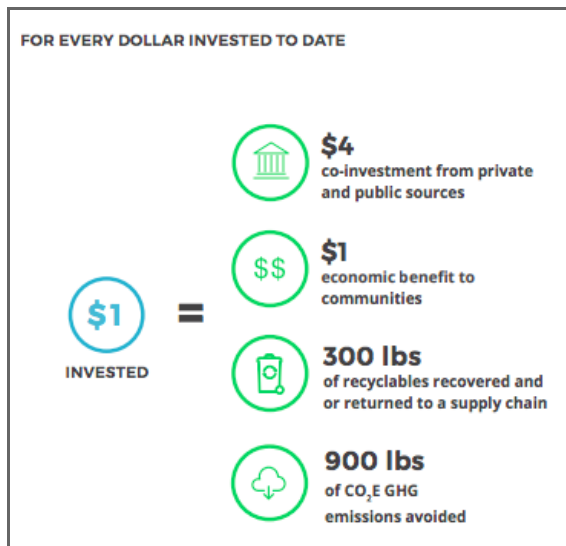 FOR EVERY DOLLAR INVESTED TO DATE
$4
co-investment from private
and public sources
$$
$1
economic benefit to
communities
$1
=
INVESTED
300 lbs
of recyclables recovered and
or returned to a supply chain
900 lbs
of CO₂E GHG
emissions avoided